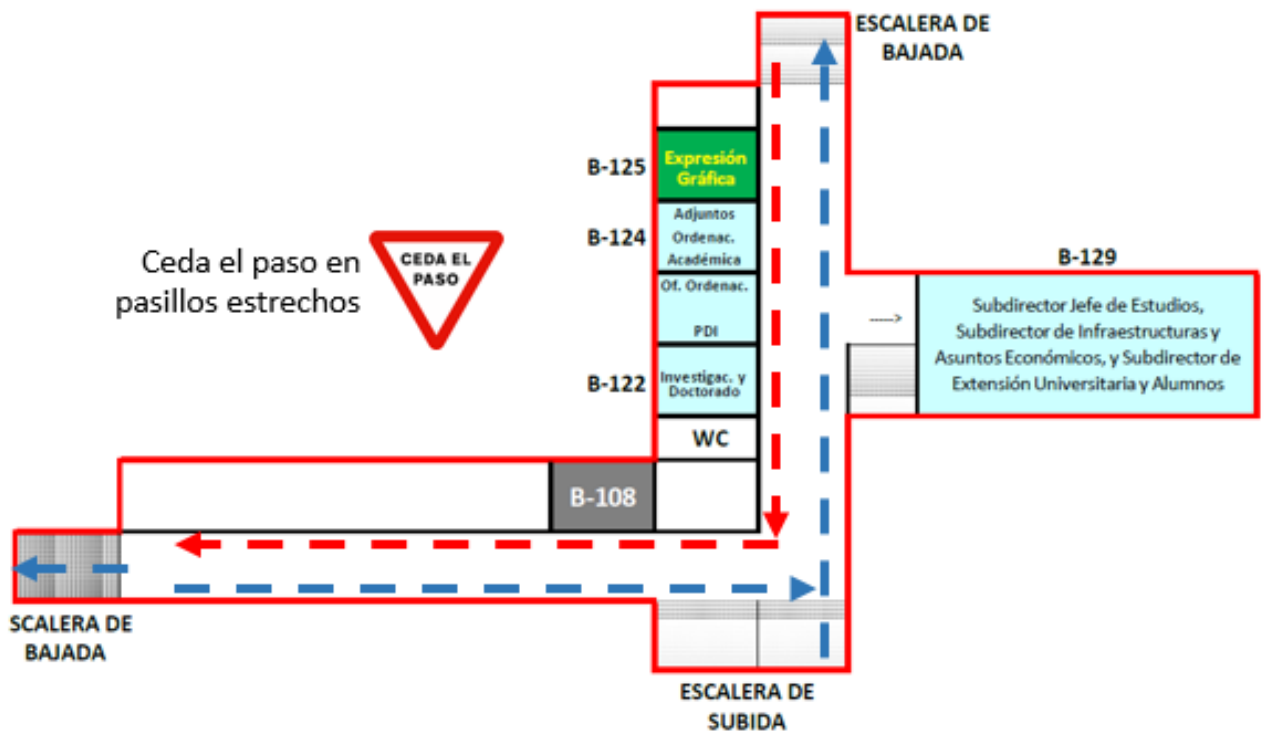 ESCALERA DE
BAJADA
B-125
Expresión
Gráfica
B-124
Adjuntos
Ordenac.
Académica
Ceda el paso en
pasillos estrechos
CEDA EL
PASO
Of. Ordenac.
PDI
B-129
Subdirector Jefe de Estudios,
Subdirector de Infraestructuras y
Asuntos Económicos, y Subdirector de
Extensión Universitaria y Alumnos
B-122
Investigac. y
Doctorado
WC
B-108
SCALERA DE
BAJADA
ESCALERA DE
SUBIDA